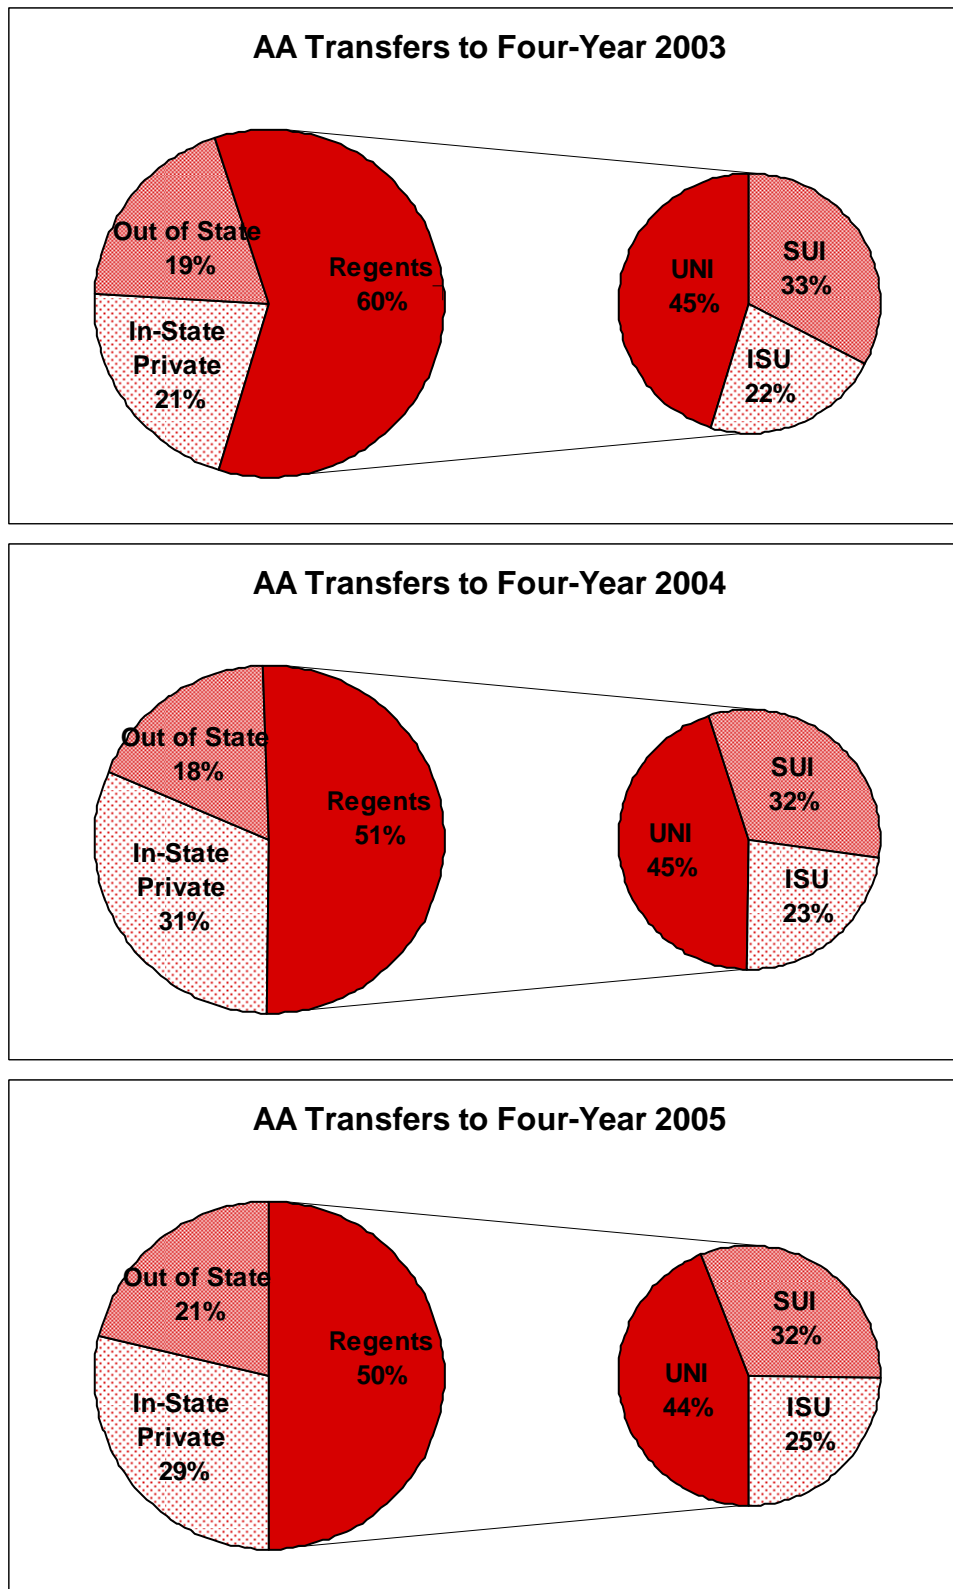 AA Transfers to Four-Year 2003
Out of State
19%
In-State
Private
21%
Regents
60%
UNI
45%
SUI
33%
ISU
22%
AA Transfers to Four-Year 2004
Out of State
18%
In-State
Private
31%
Regents
51%
UNI
45%
SUI
32%
ISU
23%
AA Transfers to Four-Year 2005
Out of State
21%
In-State
Private
29%
Regents
50%
UNI
44%
SUI
32%
ISU
25%